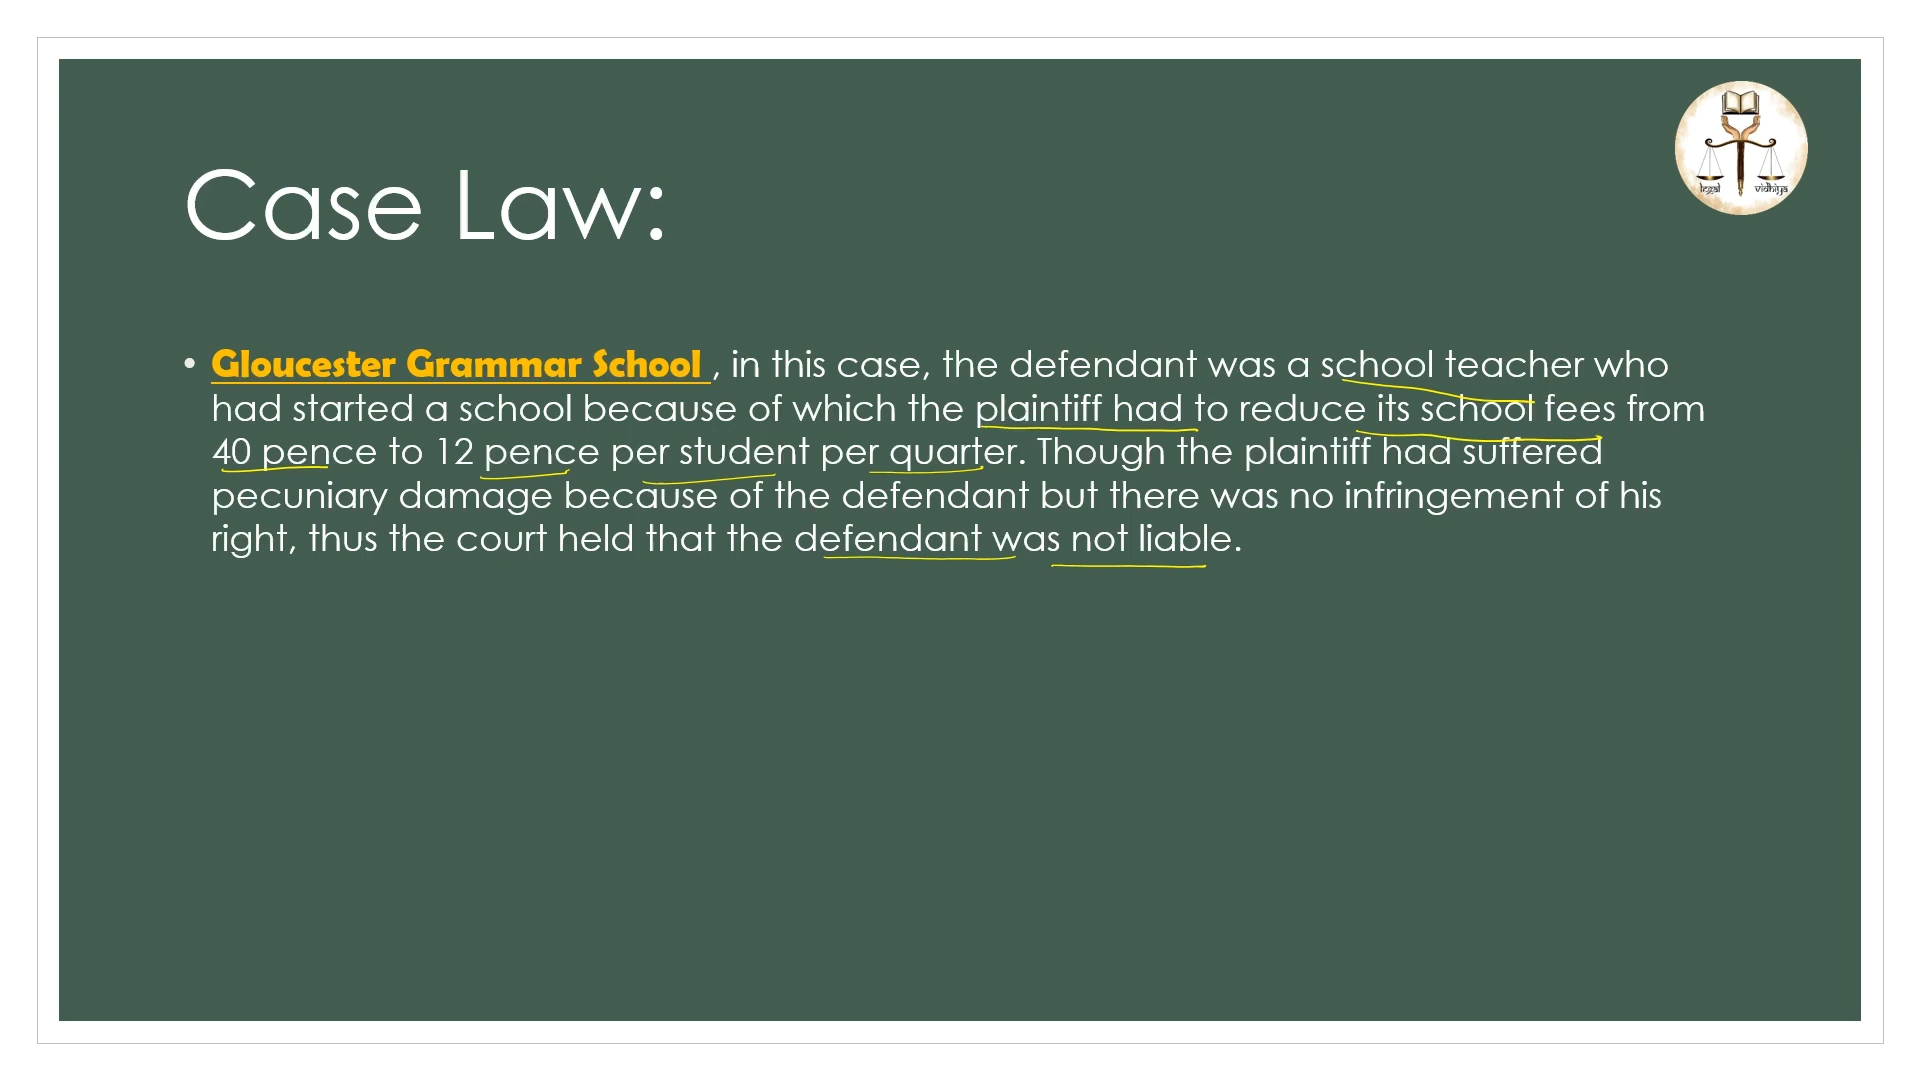 legal vidhiya
Case Law:
• Gloucester Grammar School , in this case, the defendant was a school teacher who
had started a school because of which the plaintiff had to reduce its school fees from
40 pence to 12 pence per student per quarter. Though the plaintiff had suffered
pecuniary damage because of the defendant but there was no infringement of his
right, thus the court held that the defendant was not liable.